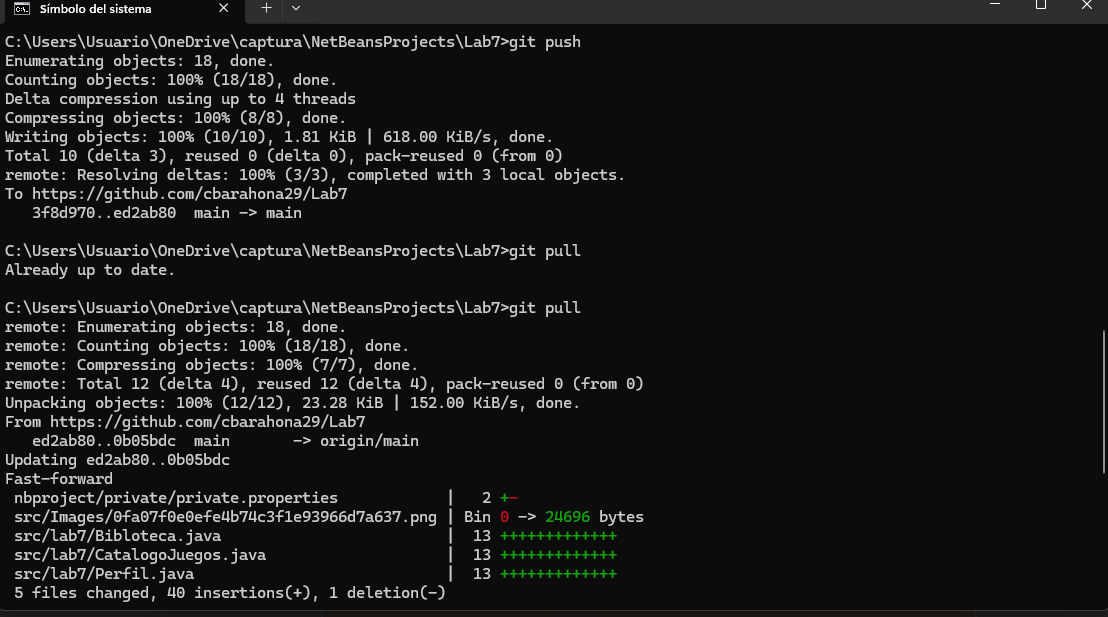 Símbolo del sistema
C:\Users\Usuario\OneDrive\captura\NetBeansProjects\Lab7>git push
Enumerating objects: 18, done.
Counting objects: 100% (18/18), done.
Delta compression using up to 4 threads
Compressing objects: 100% (8/8), done.
Writing objects: 100% (10/10), 1.81 KiB | 618.00 KiB/s, done.
Total 10 (delta 3), reused 0 (delta 0), pack-reused 0 (from 0)
remote: Resolving deltas: 100% (3/3), completed with 3 local objects.
To https://github.com/cbarahona29/Lab7
   3f8d970..ed2ab80  main -> main
C:\Users\Usuario\OneDrive\captura\NetBeansProjects\Lab7>git pull
Already up to date.
C:\Users\Usuario\OneDrive\captura\NetBeansProjects\Lab7>git pull
remote: Enumerating objects: 18, done.
remote: Counting objects: 100% (18/18), done.
remote: Compressing objects: 100% (7/7), done.
remote: Total 12 (delta 4), reused 12 (delta 4), pack-reused 0 (from 0)
Unpacking objects: 100% (12/12), 23.28 KiB | 152.00 KiB/s, done.
From https://github.com/cbarahona29/Lab7
   ed2ab80..0b05bdc  main       -> origin/main
Updating ed2ab80..0b05bdc
Fast-forward
 nbproject/private/private.properties            |   2 +-
 src/Images/0fa07f0e0efe4b74c3f1e93966d7a637.png | Bin 0 -> 24696 bytes
 src/lab7/Bibloteca.java                         |  13 +++++++++++++
 src/lab7/CatalogoJuegos.java                    |  13 +++++++++++++
 src/lab7/Perfil.java                            |  13 +++++++++++++
 5 files changed, 40 insertions(+), 1 deletion(-)